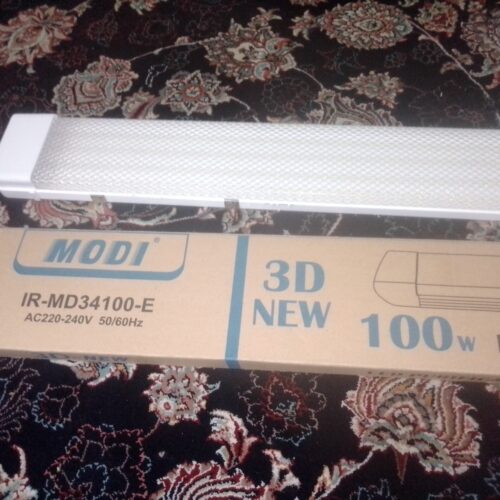 MODI®
IR-MD34100-E
AC220-240V 50/60Hz
3D
NEW
100w